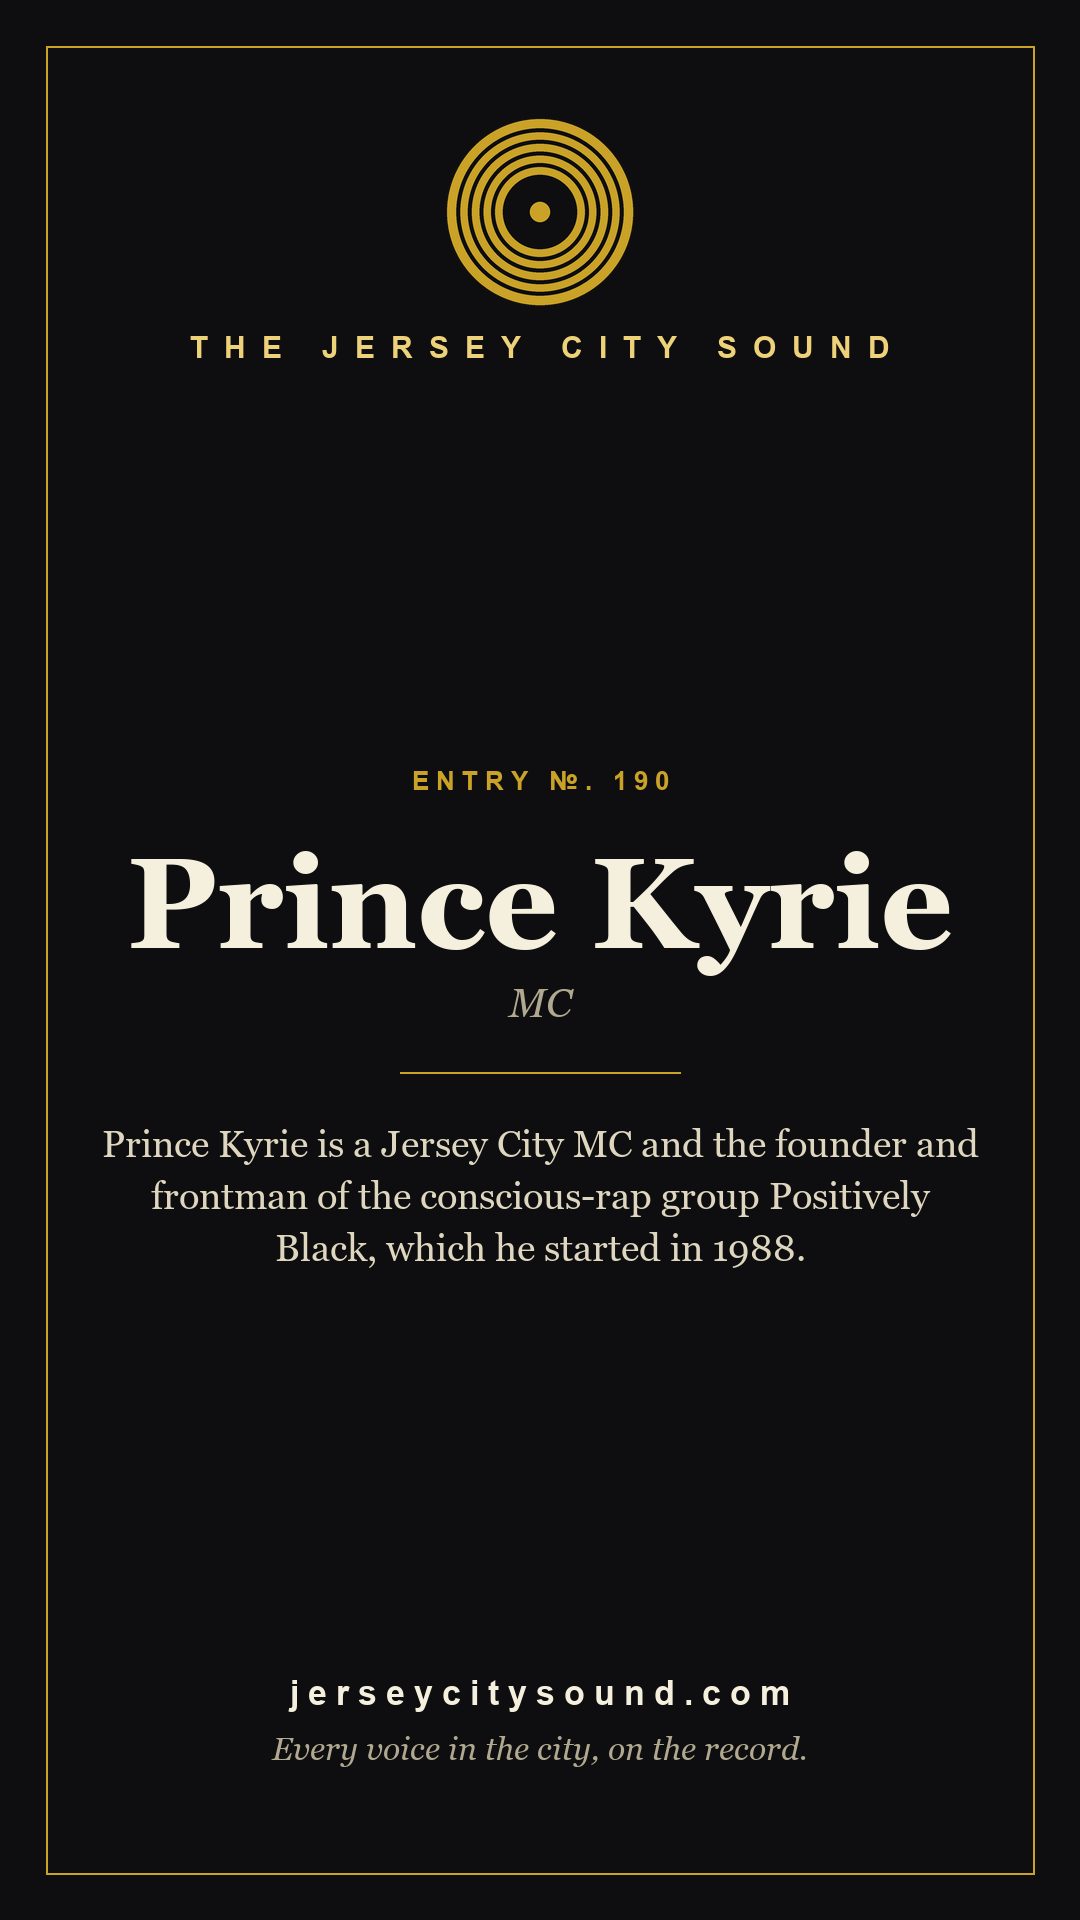 THE JERSEY CITY SOUND
ENTRY №. 190
Prince Kyrie
MC
Prince Kyrie is a Jersey City MC and the founder and
frontman of the conscious-rap group Positively
Black, which he started in 1988.
jerseycitysound.com
Every voice in the city, on the record.